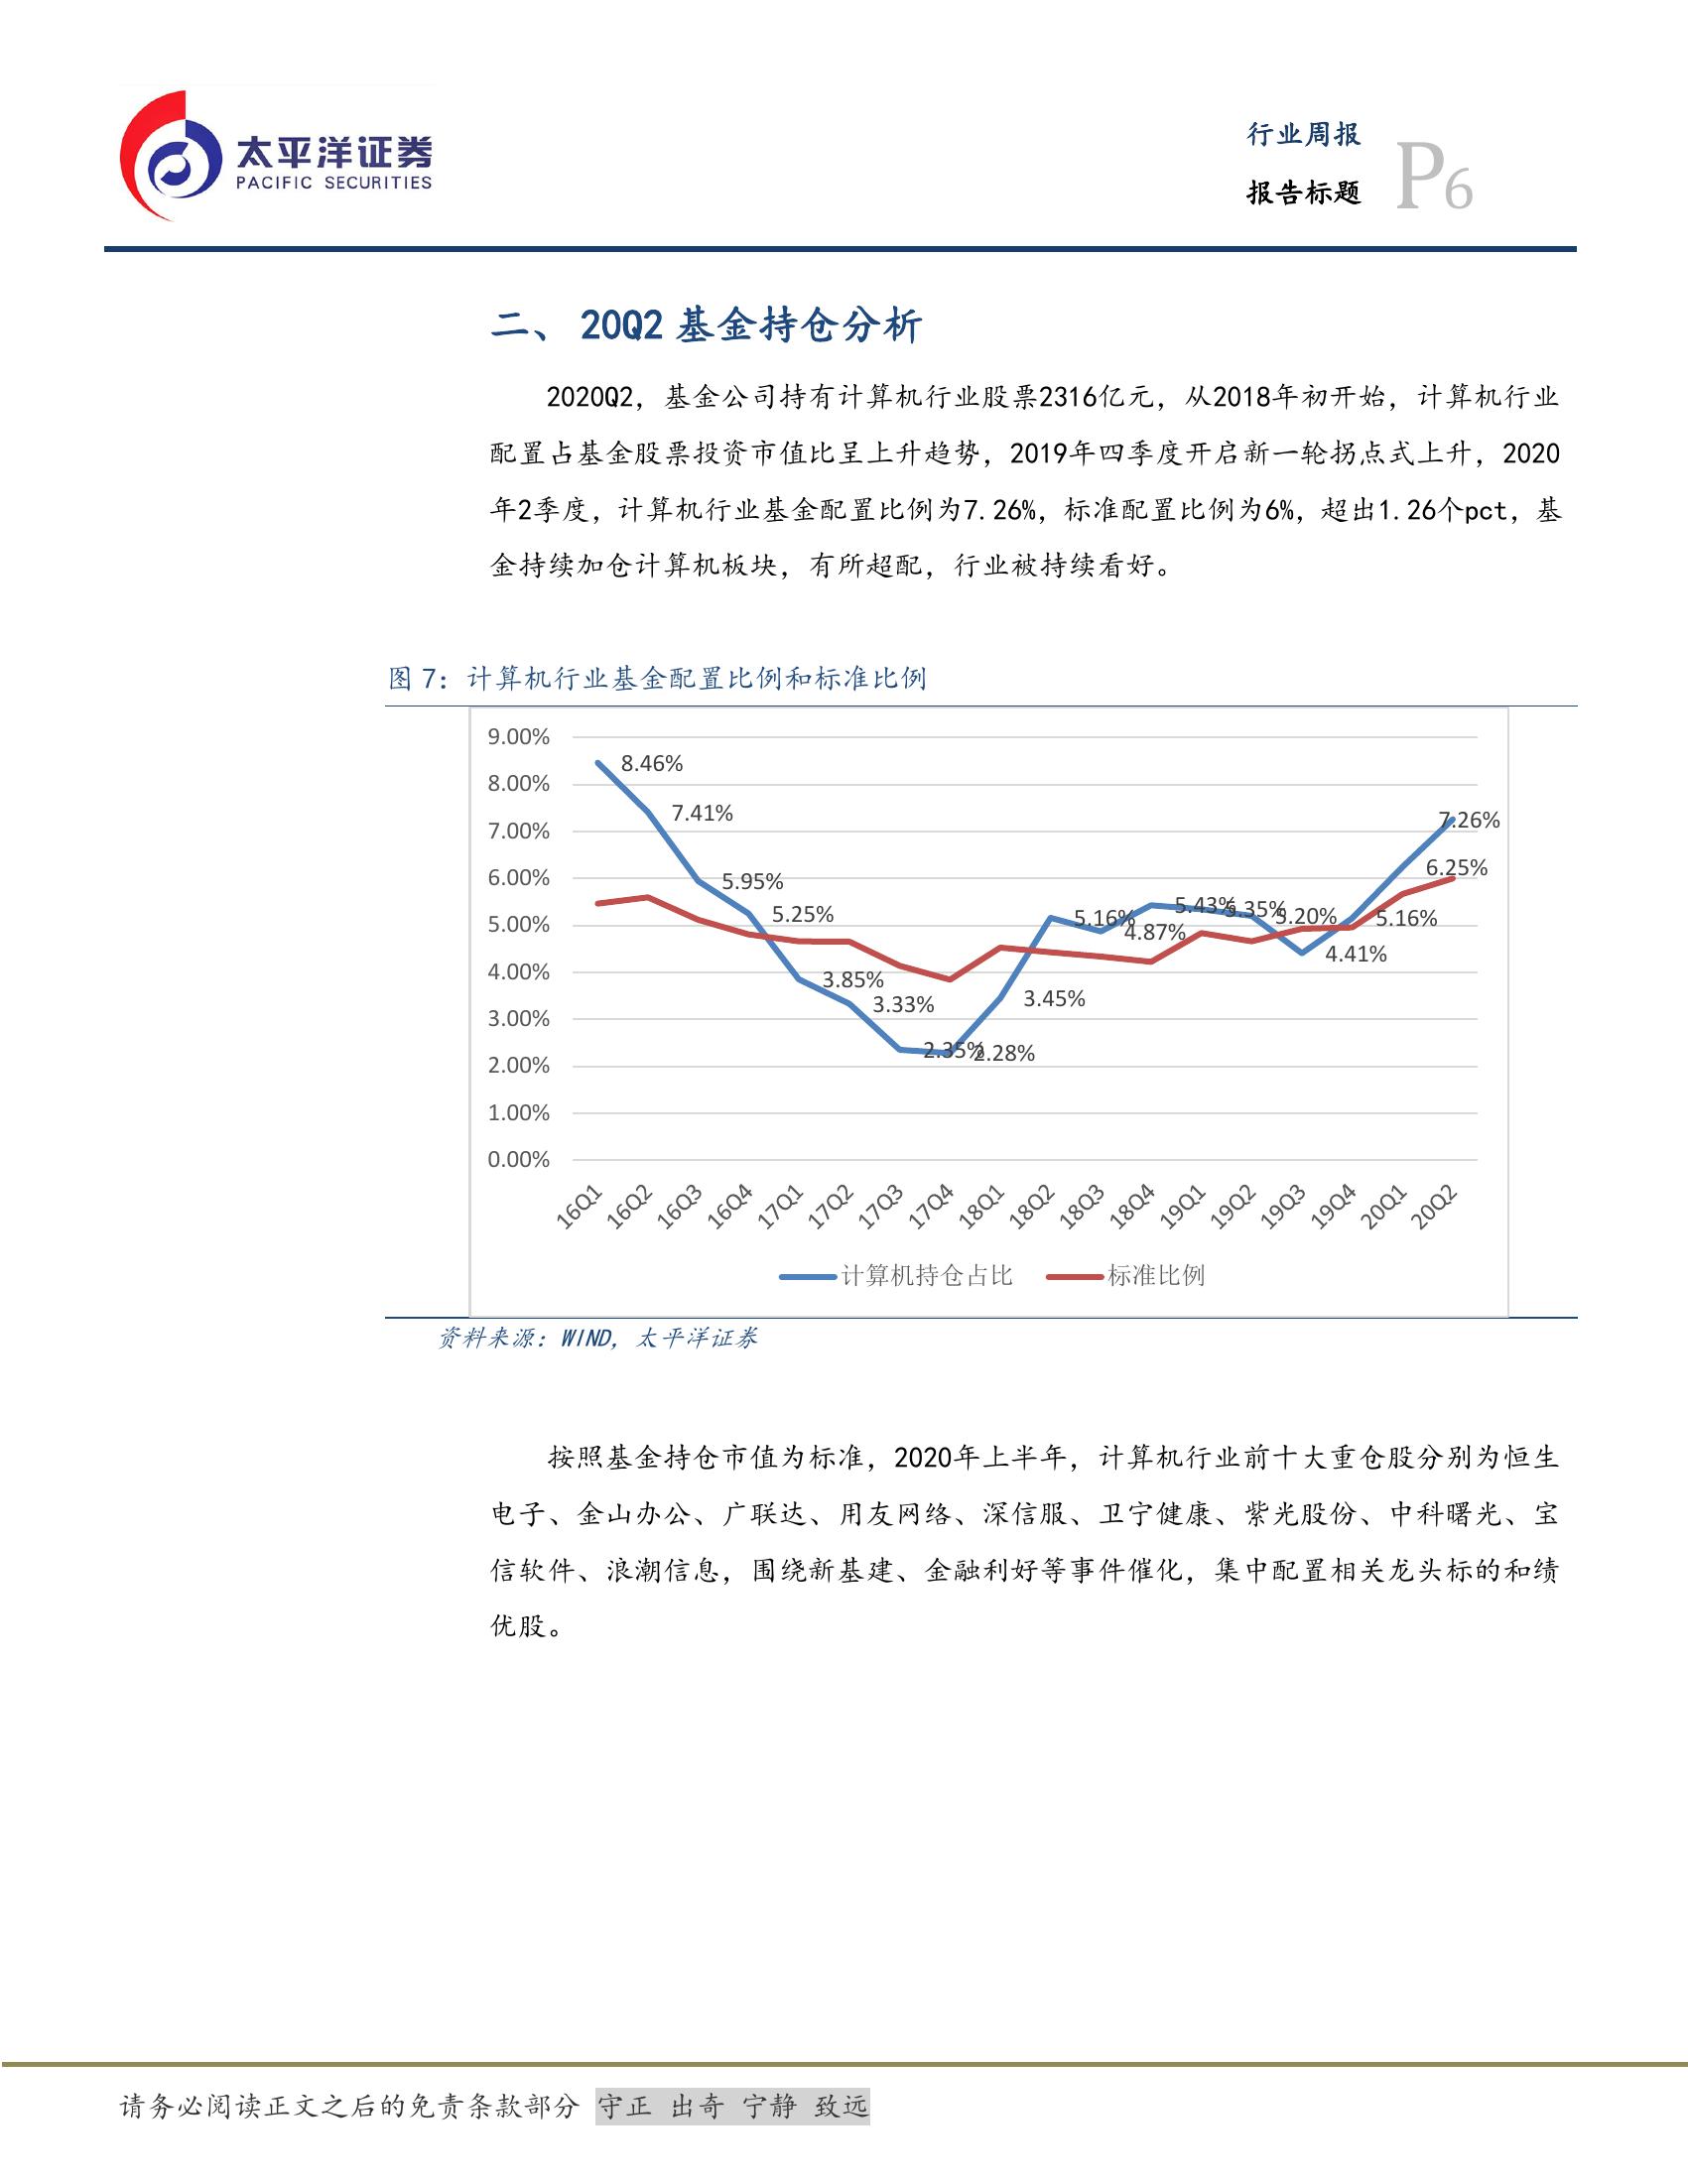 太平洋证券
PACIFIC SECURITIES
行业周报
报告标题
P6
二、 20Q2 基金持仓分析
2020Q2，基金公司持有计算机行业股票2316亿元，从2018年初开始，计算机行业
配置占基金股票投资市值比呈上升趋势，2019年四季度开启新一轮拐点式上升，2020
年2季度，计算机行业基金配置比例为7.26%，标准配置比例为6%，超出1.26个pct，基
金持续加仓计算机板块，有所超配，行业被持续看好。
图 7：计算机行业基金配置比例和标准比例
9.00%
8.00%
7.00%
6.00%
5.00%
4.00%
3.00%
2.00%
1.00%
0.00%
8.46%
7.41%
5.95%
5.25%
3.85%
3.33%
2.35%
2.28%
3.45%
5.16%
4.87%
5.43%
5.35%
5.20%
4.41%
5.16%
6.25%
7.26%
16Q1
16Q2
16Q3
16Q4
17Q1
17Q2
17Q3
17Q4
18Q1
18Q2
18Q3
18Q4
19Q1
19Q2
19Q3
19Q4
20Q1
20Q2
计算机持仓占比
标准比例
资料来源：WIND，太平洋证券
按照基金持仓市值为标准，2020年上半年，计算机行业前十大重仓股分别为恒生
电子、金山办公、广联达、用友网络、深信服、卫宁健康、紫光股份、中科曙光、宝
信软件、浪潮信息，围绕新基建、金融利好等事件催化，集中配置相关龙头标的和绩
优股。
请务必阅读正文之后的免责条款部分 守正 出奇 宁静 致远